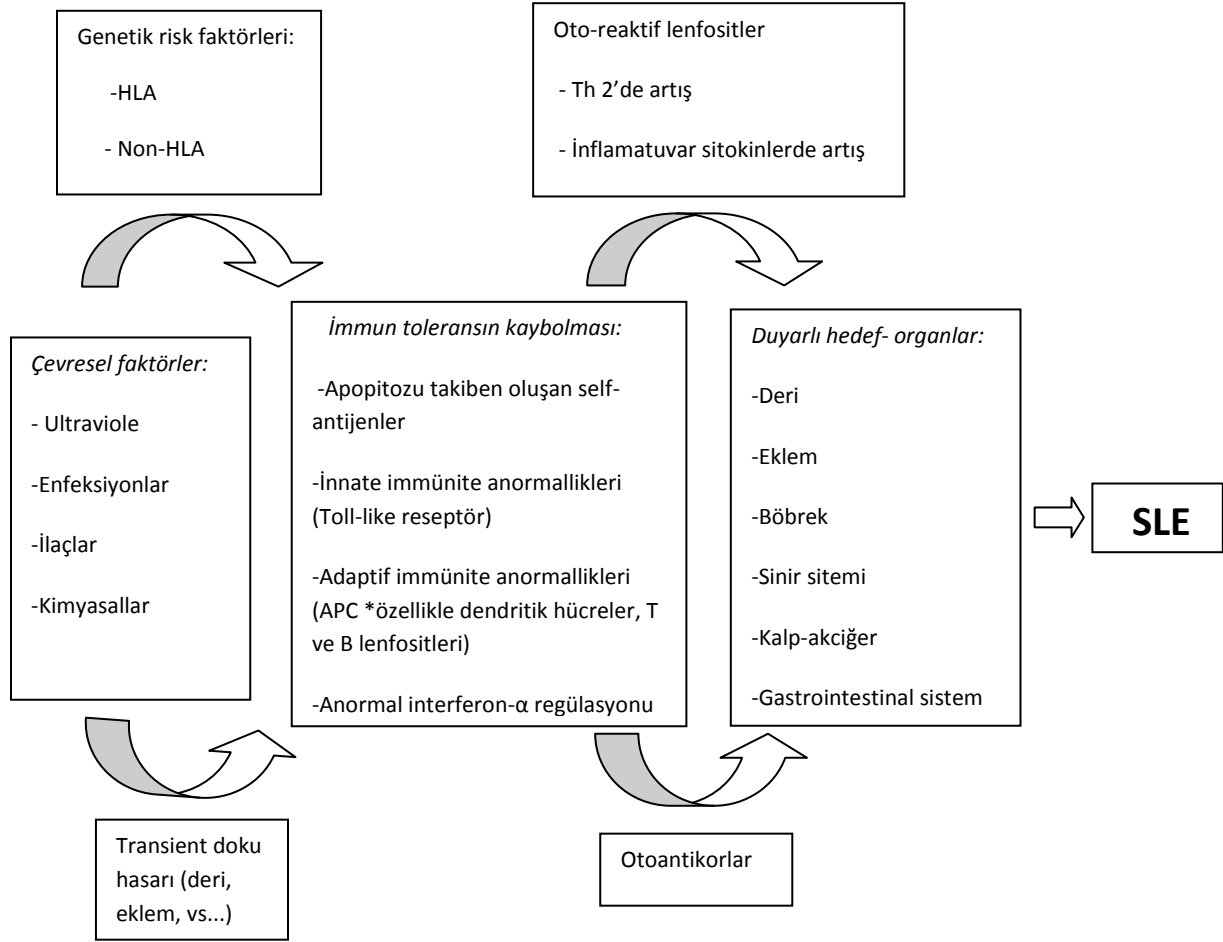 Genetik risk faktörleri:
-HLA
- Non-HLA
Oto-reaktif lenfositler
- Th 2’de artış
- İnflamatuvar sitokinlerde artış
Çevresel faktörler:
- Ultraviole
-Enfeksiyonlar
-İlaçlar
-Kimyasallar
İmmun toleransın kaybolması:
-Apopitozu takiben oluşan self-
antijenler
-İnnate immünite anormallikleri
(Toll-like reseptör)
-Adaptif immünite anormallikleri
(APC *özellikle dendritik hücreler, T
ve B lenfositleri)
-Anormal interferon-α regülasyonu
Duyarlı hedef- organlar:
-Deri
-Eklem
-Böbrek
-Sinir sitemi
-Kalp-akciğer
-Gastrointestinal sistem
SLE
Transient doku
hasarı (deri,
eklem, vs...)
Otoantikorlar